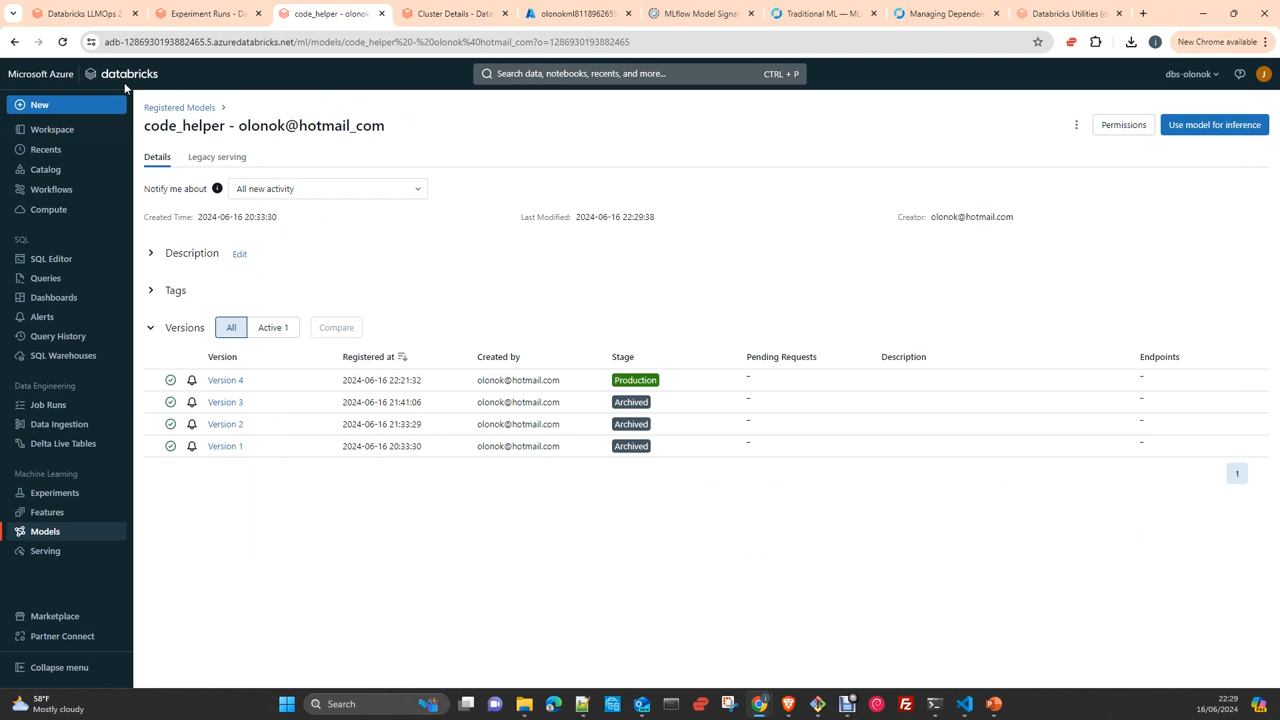 Databricks LLMOps 2
Experiment Runs - Da
code_helper - olonok
Cluster Details - Data
olonokml8118962659
MLflow Model Signat
Traditional ML — ML
Managing Dependen
Databricks Utilities (d
adb-1286930193882465.5.azuredatabricks.net/ml/models/code_helper%20-%20olonok%40hotmail_com?o=1286930193882465
New Chrome available
Microsoft Azure
databricks
Search data, notebooks, recents, and more...
CTRL + P
dbs-olonok
J
New
Workspace
Recents
Catalog
Workflows
Compute
SQL
SQL Editor
Queries
Dashboards
Alerts
Query History
SQL Warehouses
Data Engineering
Job Runs
Data Ingestion
Delta Live Tables
Machine Learning
Experiments
Features
Models
Serving
Marketplace
Partner Connect
Collapse menu
Registered Models >
code_helper - olonok@hotmail_com
Permissions
Use model for inference
Details
Legacy serving
Notify me about
All new activity
Created Time: 2024-06-16 20:33:30
Last Modified: 2024-06-16 22:29:38
Creator: olonok@hotmail.com
Description
Edit
Tags
Versions
All
Active 1
Compare
Version Registered at Created by Stage Pending Requests Description Endpoints
Version 4 2024-06-16 22:21:32 olonok@hotmail.com Production – –
Version 3 2024-06-16 21:41:06 olonok@hotmail.com Archived – –
Version 2 2024-06-16 21:33:29 olonok@hotmail.com Archived – –
Version 1 2024-06-16 20:33:30 olonok@hotmail.com Archived – –
1
58°F
Mostly cloudy
Search
22:29
16/06/2024